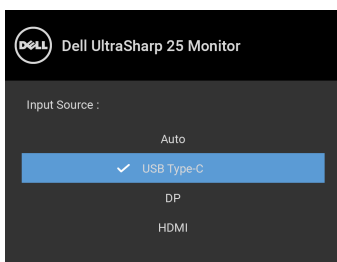 DELL
Dell UltraSharp 25 Monitor
Input Source :
Auto
USB Type-C
DP
HDMI